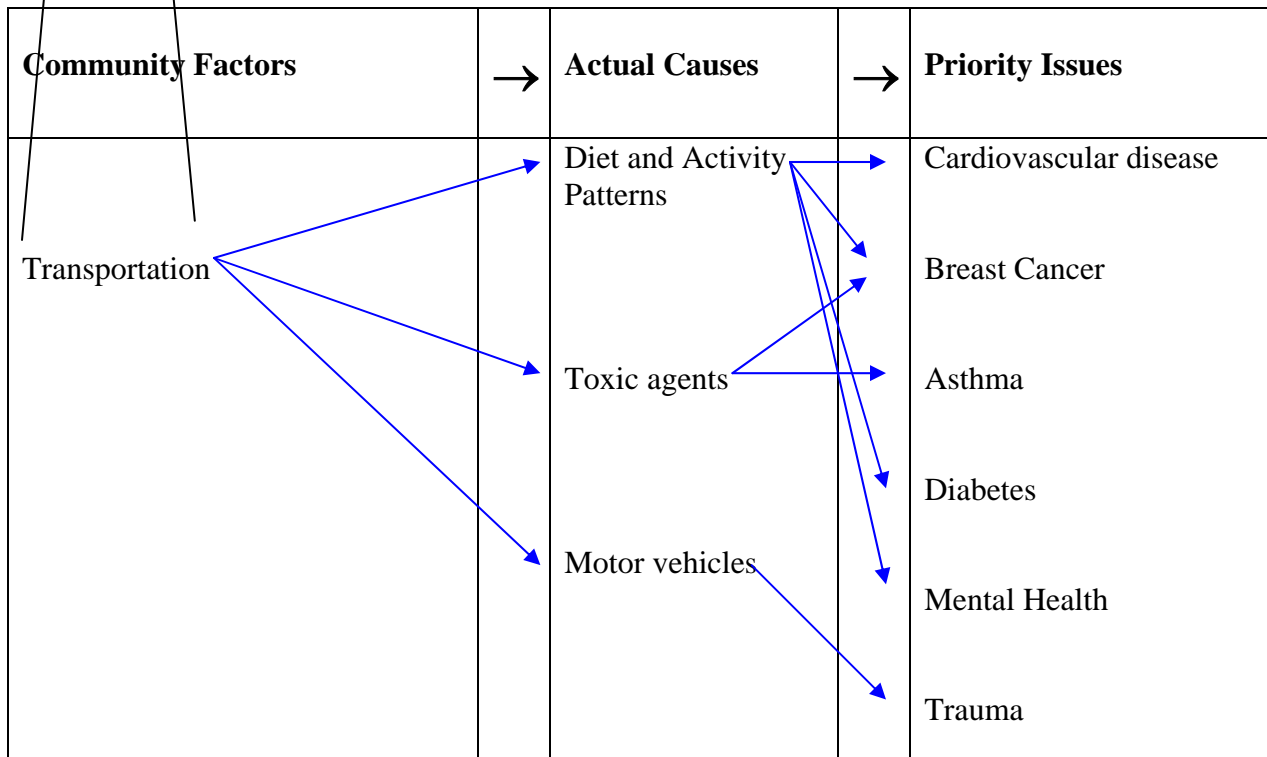 Community Factors → Actual Causes → Priority Issues
Diet and Activity Patterns
Cardiovascular disease
Transportation
Breast Cancer
Toxic agents
Asthma
Diabetes
Motor vehicles
Mental Health
Trauma